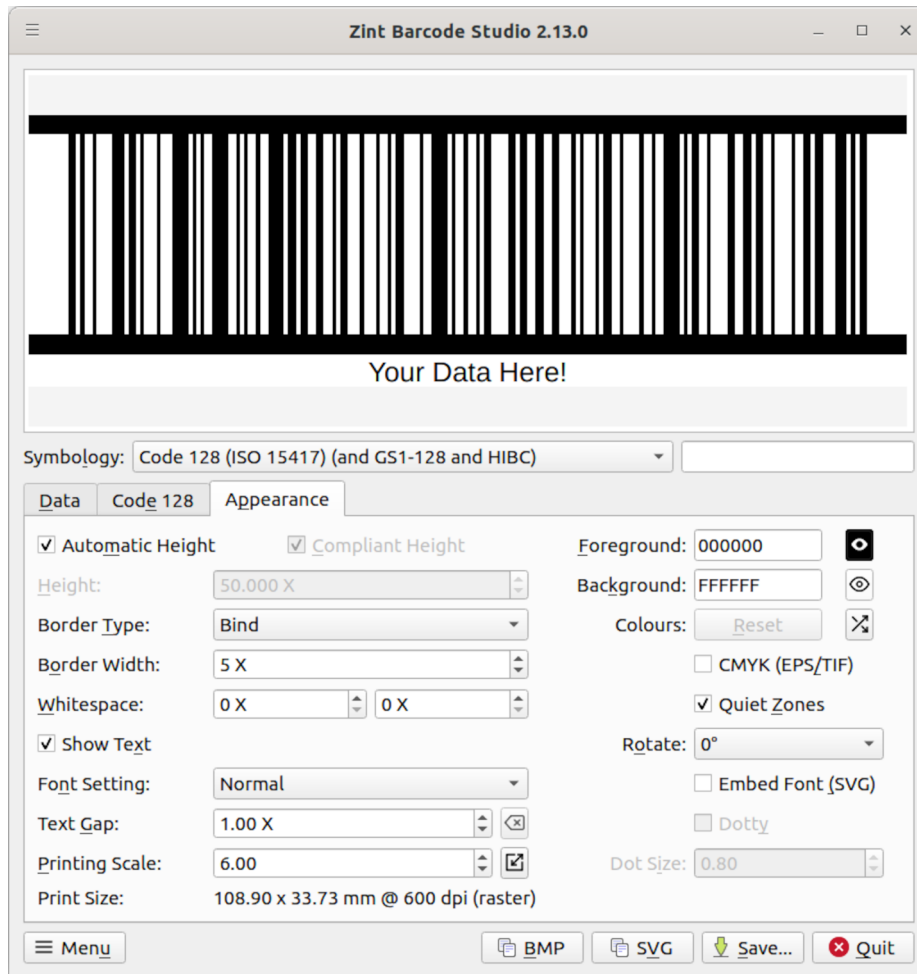 Zint Barcode Studio 2.13.0
Your Data Here!
Symbology: Code 128 (ISO 15417) (and GS1-128 and HIBC)
Data Code 128 Appearance
Automatic Height Compliant Height Foreground: 000000
Height: 50.000 X Background: FFFFFF
Border Type: Bind Colours: Reset
Border Width: 5 X CMYK (EPS/TIF)
Whitespace: 0 X 0 X Quiet Zones
Show Text Rotate: 0°
Font Setting: Normal Embed Font (SVG)
Text Gap: 1.00 X Dotty
Printing Scale: 6.00 Dot Size: 0.80
Print Size: 108.90 x 33.73 mm @ 600 dpi (raster)
Menu BMP SVG Save... Quit